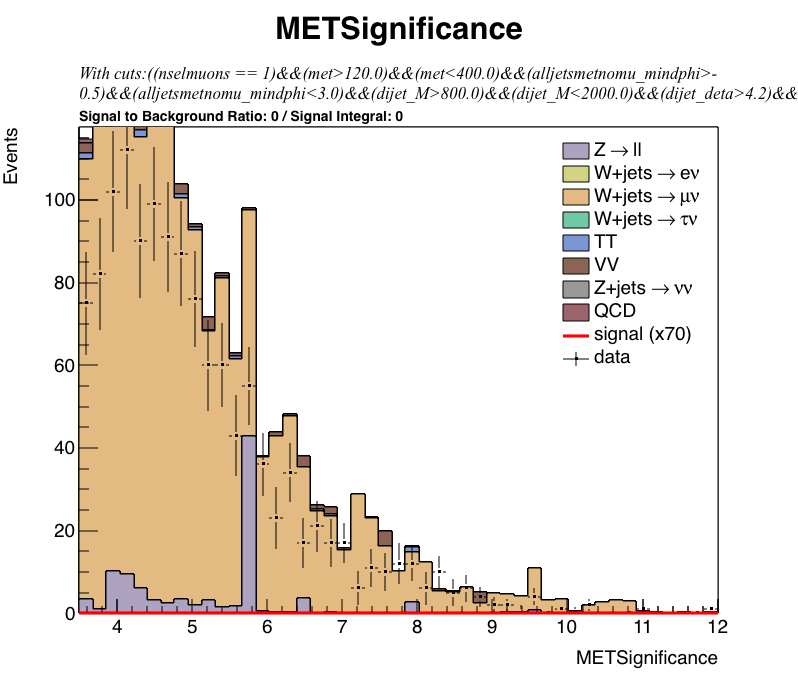 METSignificance
With cuts:((nselmuons == 1)&&(met>120.0)&&(met<400.0)&&(alljetsmetnomu_mindphi>-
0.5)&&(alljetsmetnomu_mindphi<3.0)&&(dijet_M>800.0)&&(dijet_M<2000.0)&&(dijet_deta>4.2)&&
Signal to Background Ratio: 0 / Signal Integral: 0
Events
100
80
60
40
20
0
Z → ll
W+jets → eν
W+jets → μν
W+jets → τν
TT
VV
Z+jets → νν
QCD
signal (x70)
data
4 5 6 7 8 9 10 11 12
METSignificance